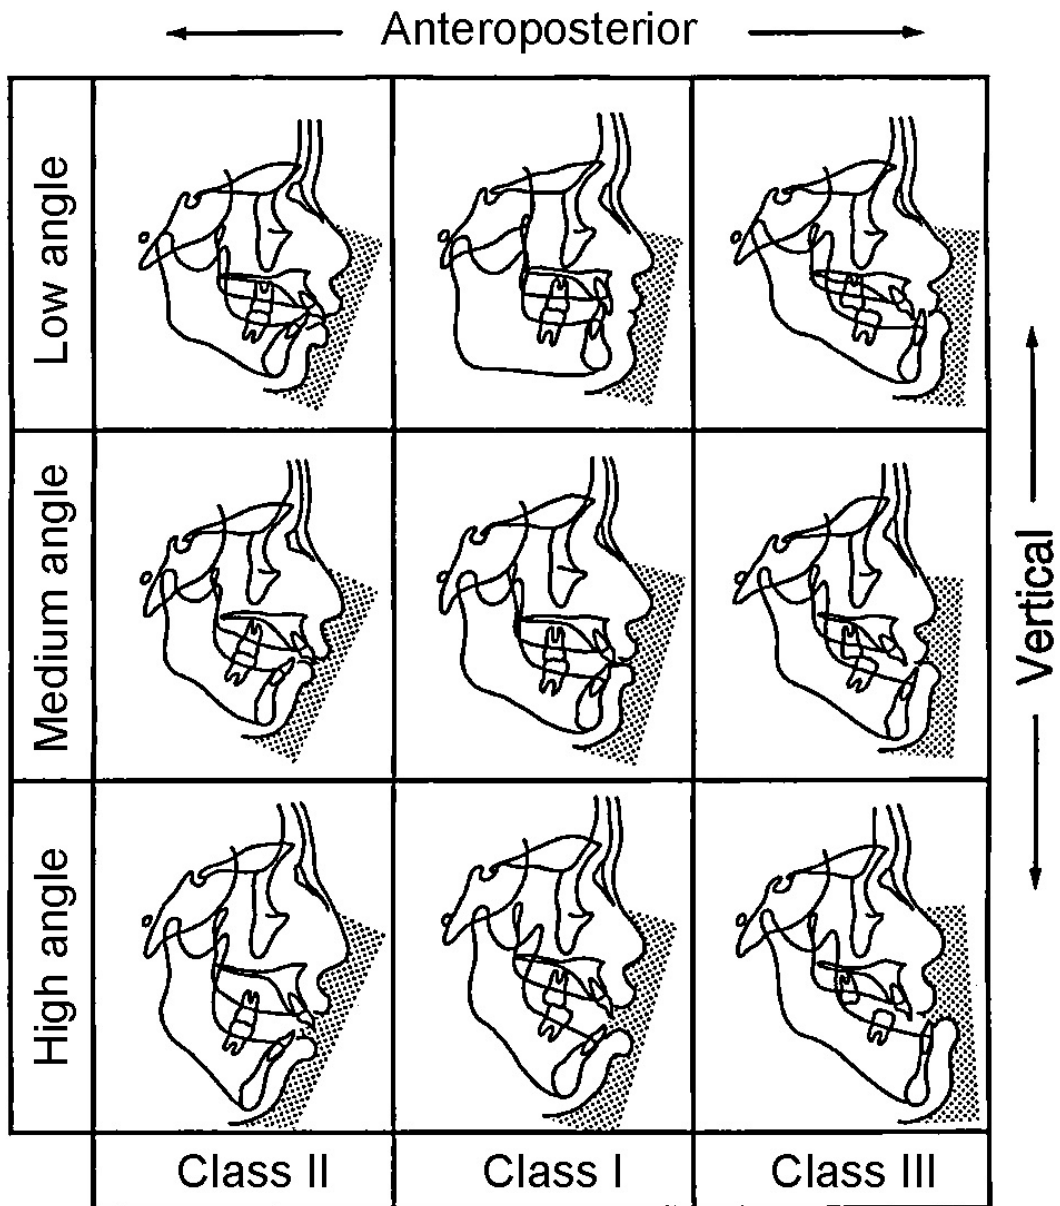 Anteroposterior
Low angle
Medium angle
High angle
Vertical
Class II
Class I
Class III